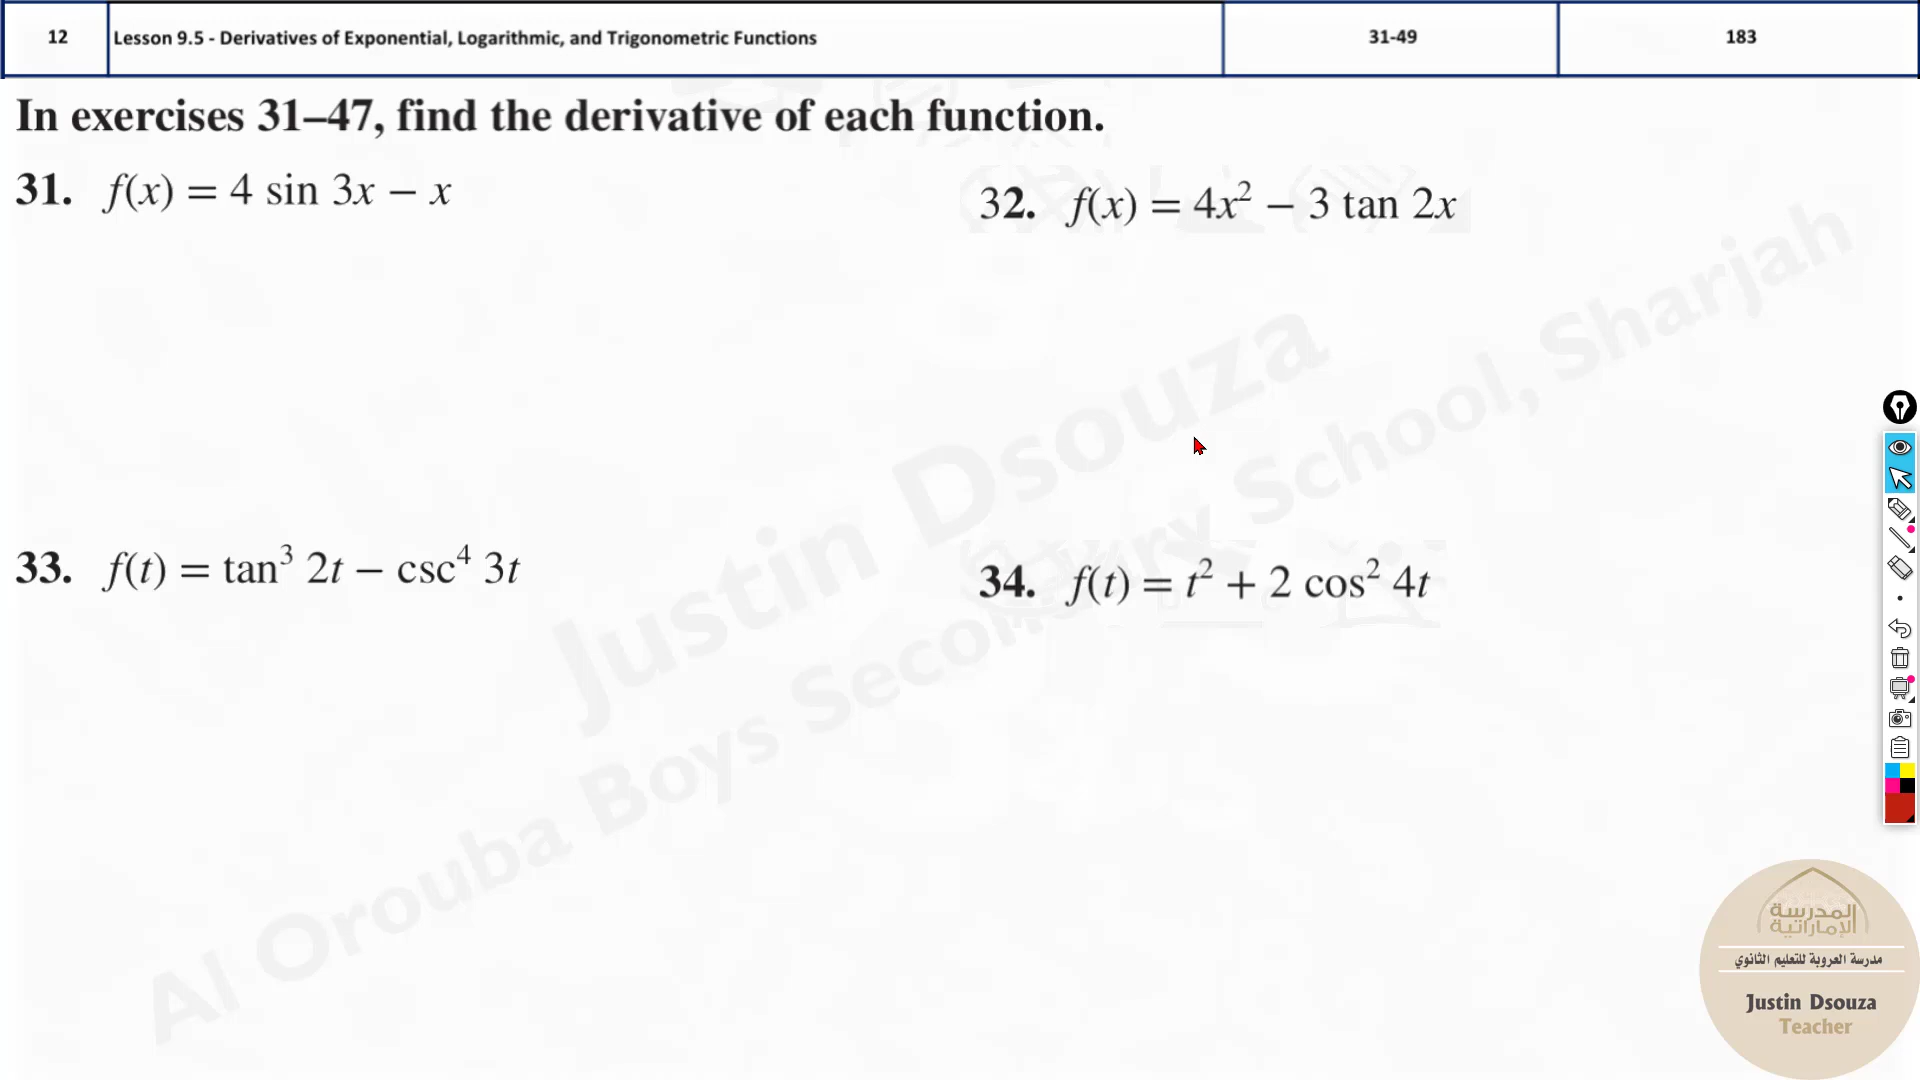 12 Lesson 9.5 - Derivatives of Exponential, Logarithmic, and Trigonometric Functions 31-49 183
In exercises 31–47, find the derivative of each function.
31. f(x) = 4 sin 3x − x
32. f(x) = 4x² − 3 tan 2x
33. f(t) = tan³ 2t − csc⁴ 3t
34. f(t) = t² + 2 cos² 4t
Justin Dsouza
Al Orouba Boys Secondary School, Sharjah
المدرسة
الإماراتية
مدرسة العروبة للتعليم الثانوي
Justin Dsouza
Teacher